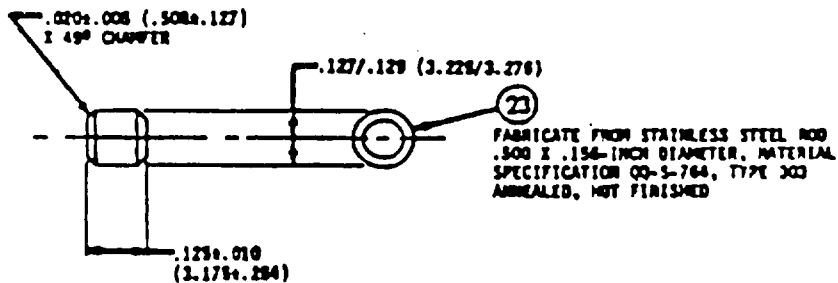 .020±.005 (.508±.127)
X 45° CHAMFER
.127/.129 (3.226/3.276)
23
FABRICATE FROM STAINLESS STEEL ROD
.500 X .156-INCH DIAMETER, MATERIAL
SPECIFICATION QQ-S-764, TYPE 303
ANNEALED, HOT FINISHED
.125±.010
(3.175±.254)